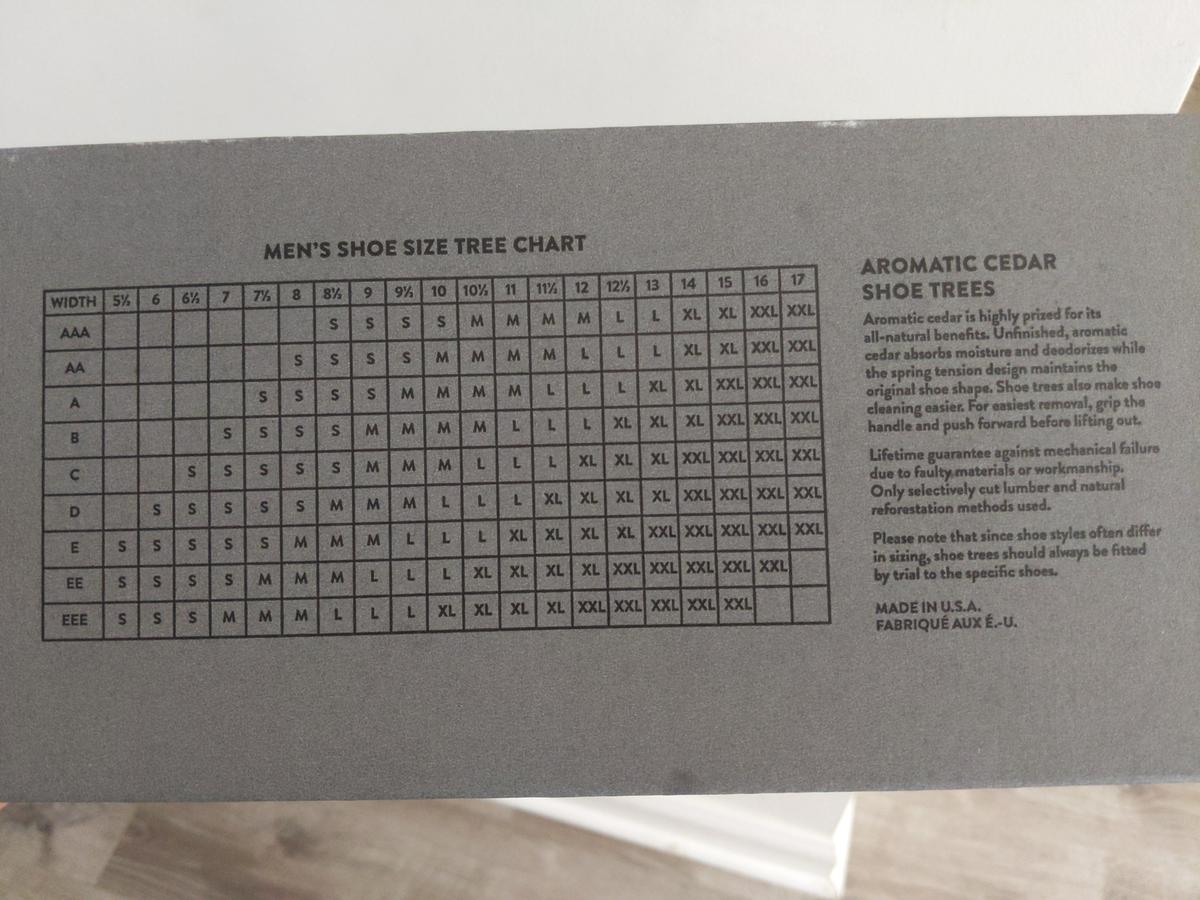 MEN'S SHOE SIZE TREE CHART
WIDTH 5½ 6 6½ 7 7½ 8 8½ 9 9½ 10 10½ 11 11½ 12 12½ 13 14 15 16 17
AAA S S S S M M M M L L XL XL XXL XXL
AA S S S S M M M M L L L XL XL XXL XXL
A S S S S M M M M L L L XL XL XXL XXL XXL
B S S S S M M M M L L L XL XL XL XXL XXL XXL
C S S S S S M M M L L L XL XL XL XXL XXL XXL XXL
D S S S S S M M M L L L XL XL XL XL XXL XXL XXL XXL
E S S S S S M M M L L L XL XL XL XL XXL XXL XXL XXL XXL
EE S S S S M M M L L L XL XL XL XL XXL XXL XXL XXL XXL
EEE S S S M M M L L L XL XL XL XL XXL XXL XXL XXL XXL
AROMATIC CEDAR
SHOE TREES
Aromatic cedar is highly prized for its
all-natural benefits. Unfinished, aromatic
cedar absorbs moisture and deodorizes while
the spring tension design maintains the
original shoe shape. Shoe trees also make shoe
cleaning easier. For easiest removal, grip the
handle and push forward before lifting out.
Lifetime guarantee against mechanical failure
due to faulty materials or workmanship.
Only selectively cut lumber and natural
reforestation methods used.
Please note that since shoe styles often differ
in sizing, shoe trees should always be fitted
by trial to the specific shoes.
MADE IN U.S.A.
FABRIQUÉ AUX É.-U.